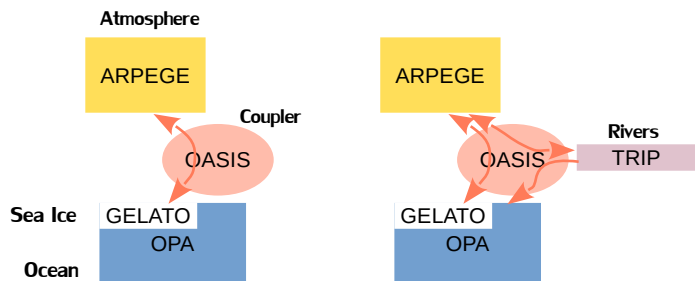 Atmosphere
ARPEGE
Coupler
OASIS
Sea Ice
GELATO
OPA
Ocean
ARPEGE
OASIS
Rivers
TRIP
GELATO
OPA